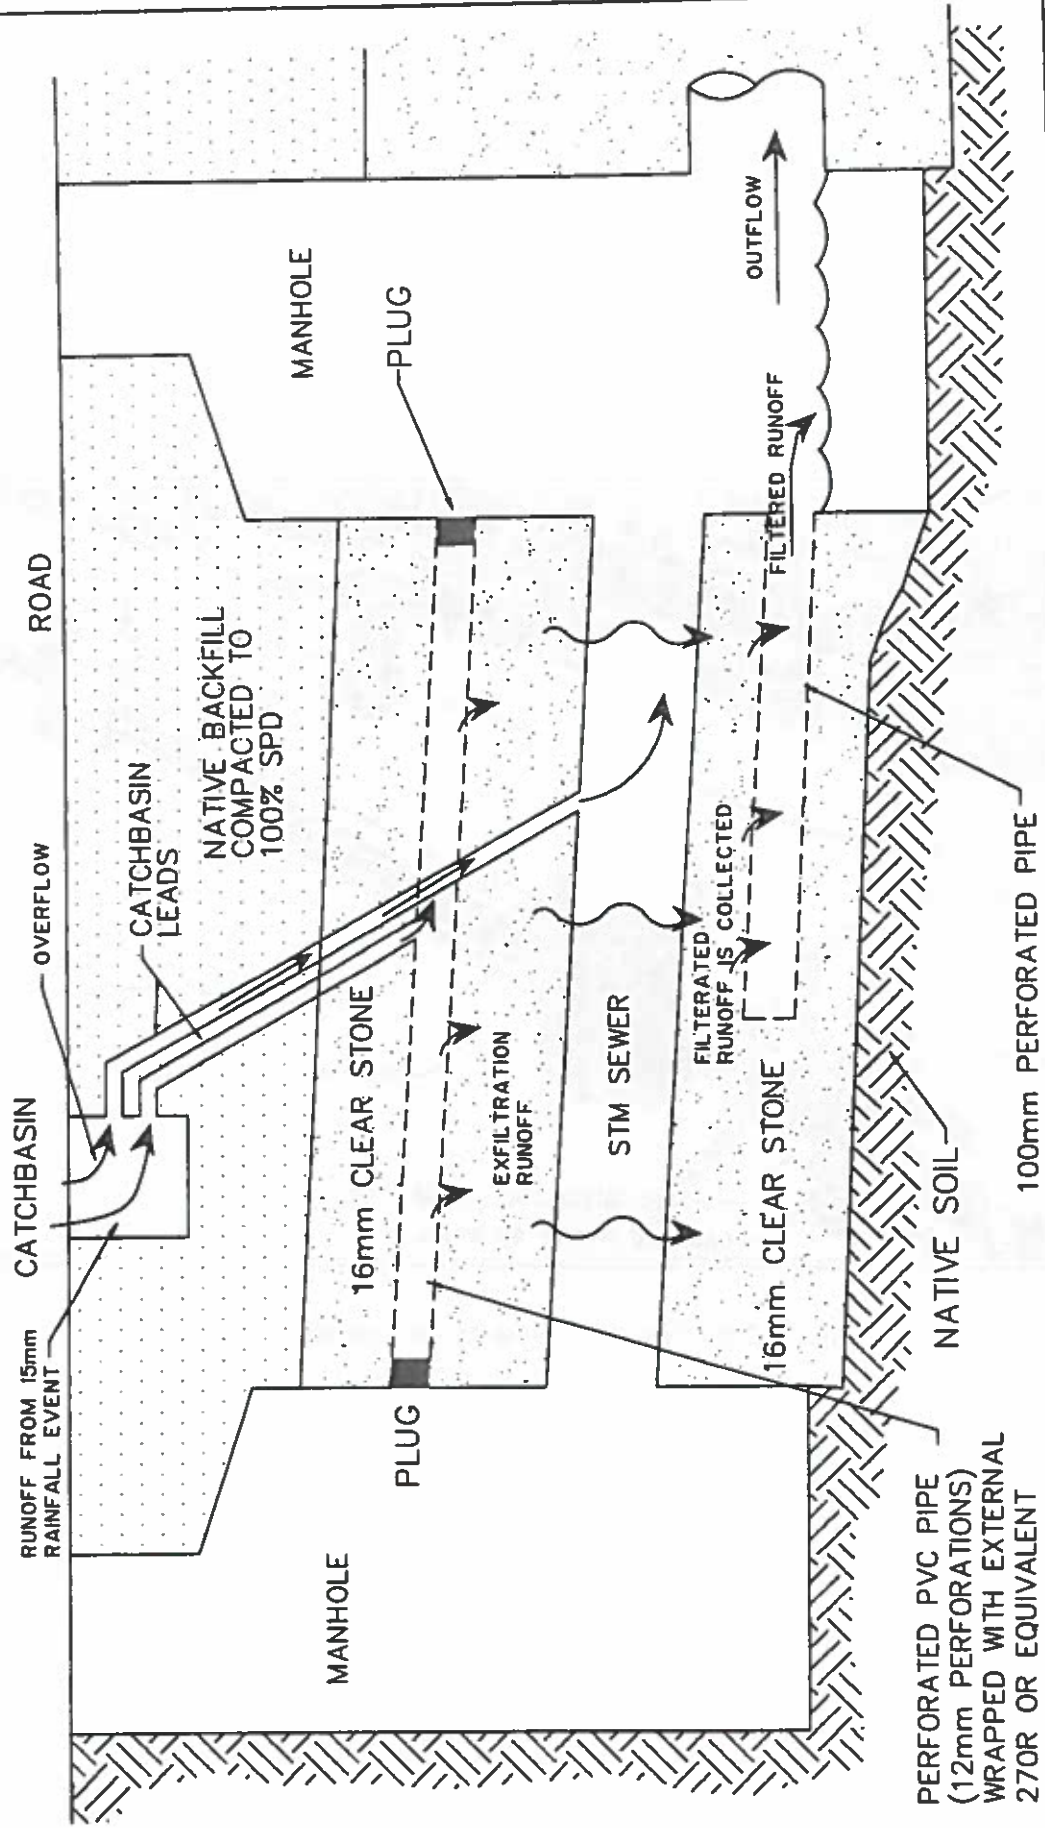 RUNOFF FROM 15mm
RAINFALL EVENT
CATCHBASIN
OVERFLOW
ROAD
CATCHBASIN
LEADS
NATIVE BACKFILL
COMPACTED TO
100% SPD
MANHOLE
PLUG
MANHOLE
PLUG
16mm CLEAR STONE
EXFILTRATION
RUNOFF
STM SEWER
FILTERATED
RUNOFF IS COLLECTED
FILTERED RUNOFF
OUTFLOW
16mm CLEAR STONE
NATIVE SOIL
100mm PERFORATED PIPE
PERFORATED PVC PIPE
(12mm PERFORATIONS)
WRAPPED WITH EXTERNAL
270R OR EQUIVALENT